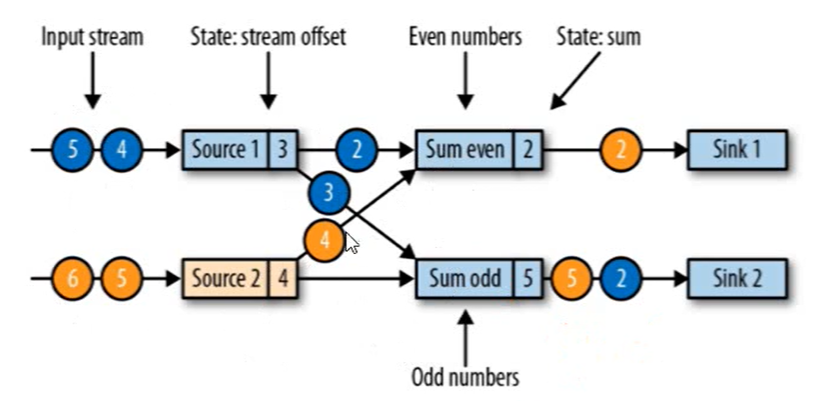 Input stream
State: stream offset
Even numbers
State: sum
5 4
Source 1 3
2
Sum even 2
2
Sink 1
3
4
6 5
Source 2 4
Sum odd 5
5 2
Sink 2
Odd numbers